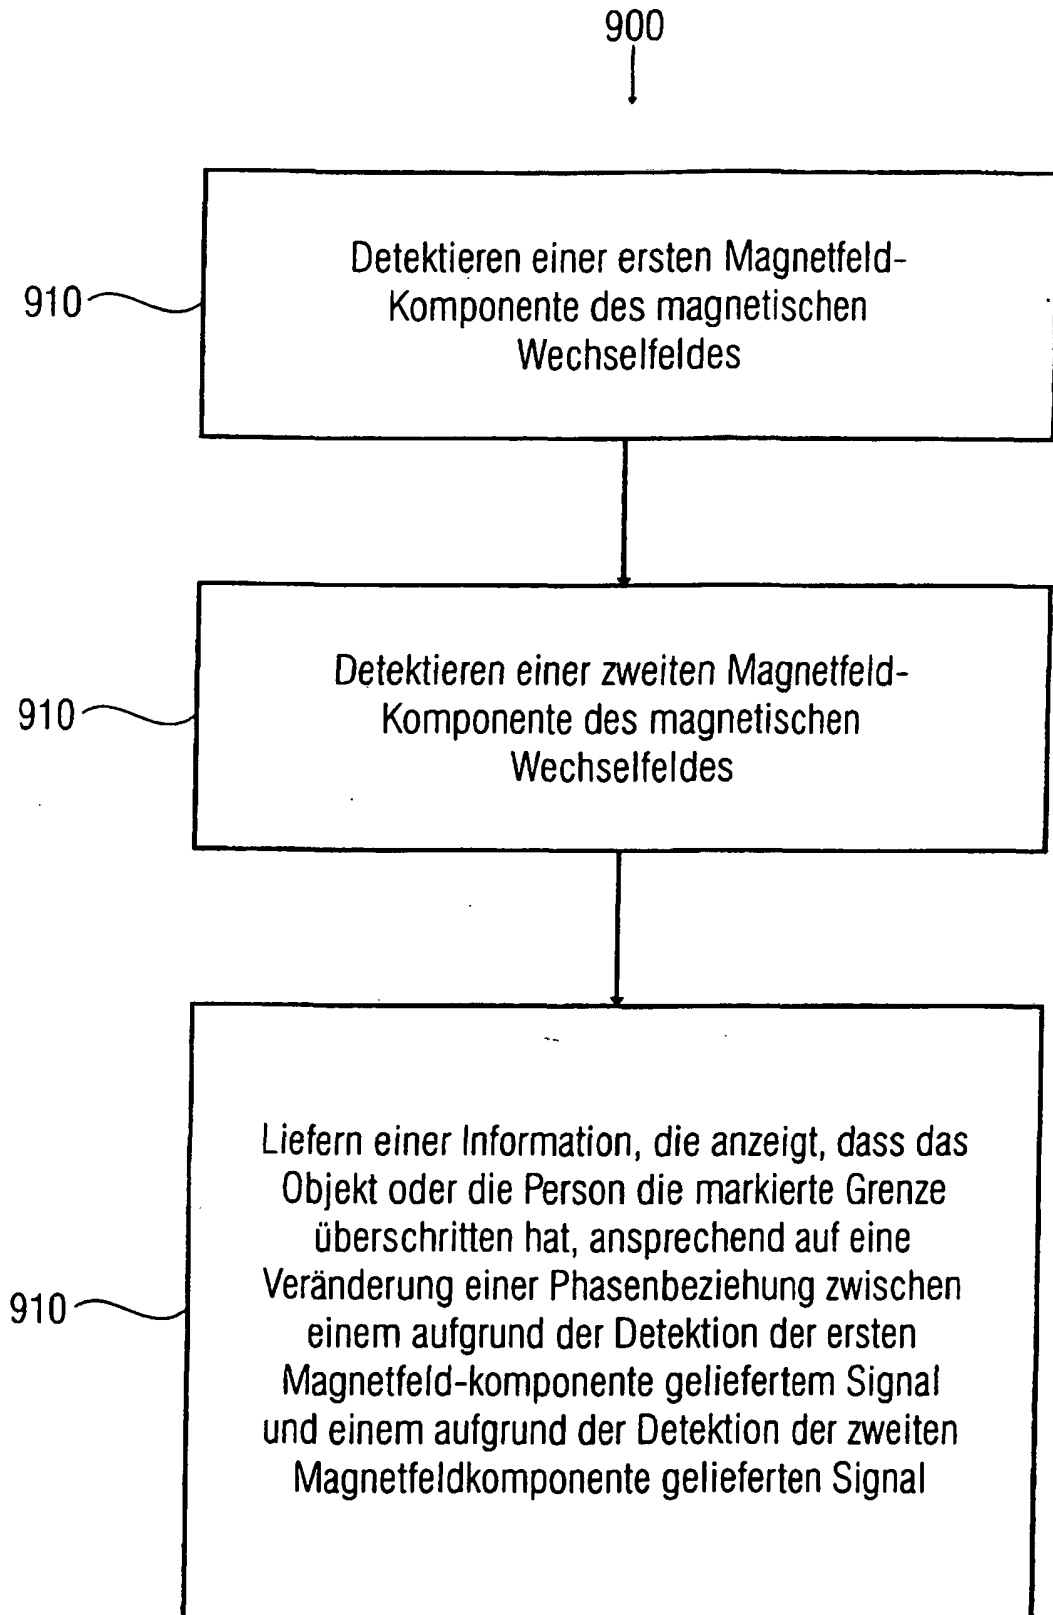 900
910
Detektieren einer ersten Magnetfeld-
Komponente des magnetischen
Wechselfeldes
910
Detektieren einer zweiten Magnetfeld-
Komponente des magnetischen
Wechselfeldes
910
Liefern einer Information, die anzeigt, dass das
Objekt oder die Person die markierte Grenze
überschritten hat, ansprechend auf eine
Veränderung einer Phasenbeziehung zwischen
einem aufgrund der Detektion der ersten
Magnetfeld-komponente geliefertem Signal
und einem aufgrund der Detektion der zweiten
Magnetfeldkomponente gelieferten Signal